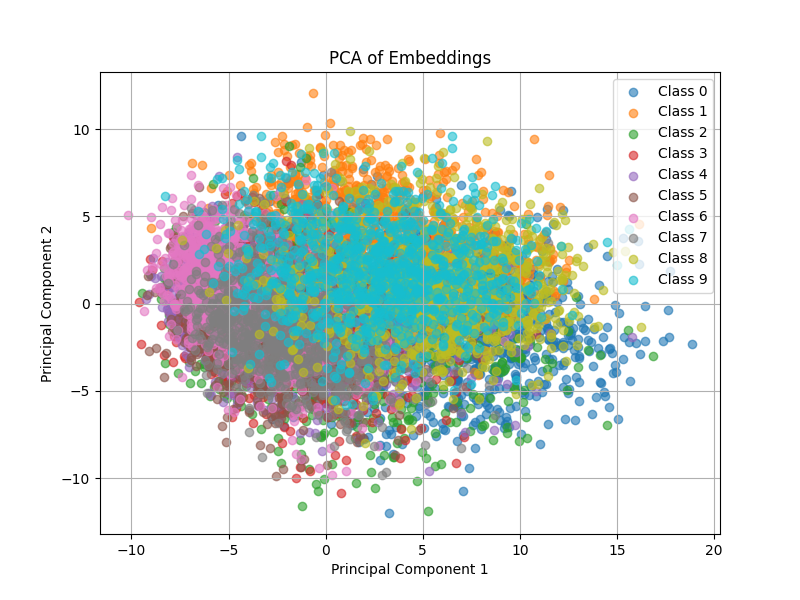 PCA of Embeddings
Class 0
Class 1
Class 2
Class 3
Class 4
Class 5
Class 6
Class 7
Class 8
Class 9
10
5
0
−5
−10
Principal Component 2
−10 −5 0 5 10 15 20
Principal Component 1